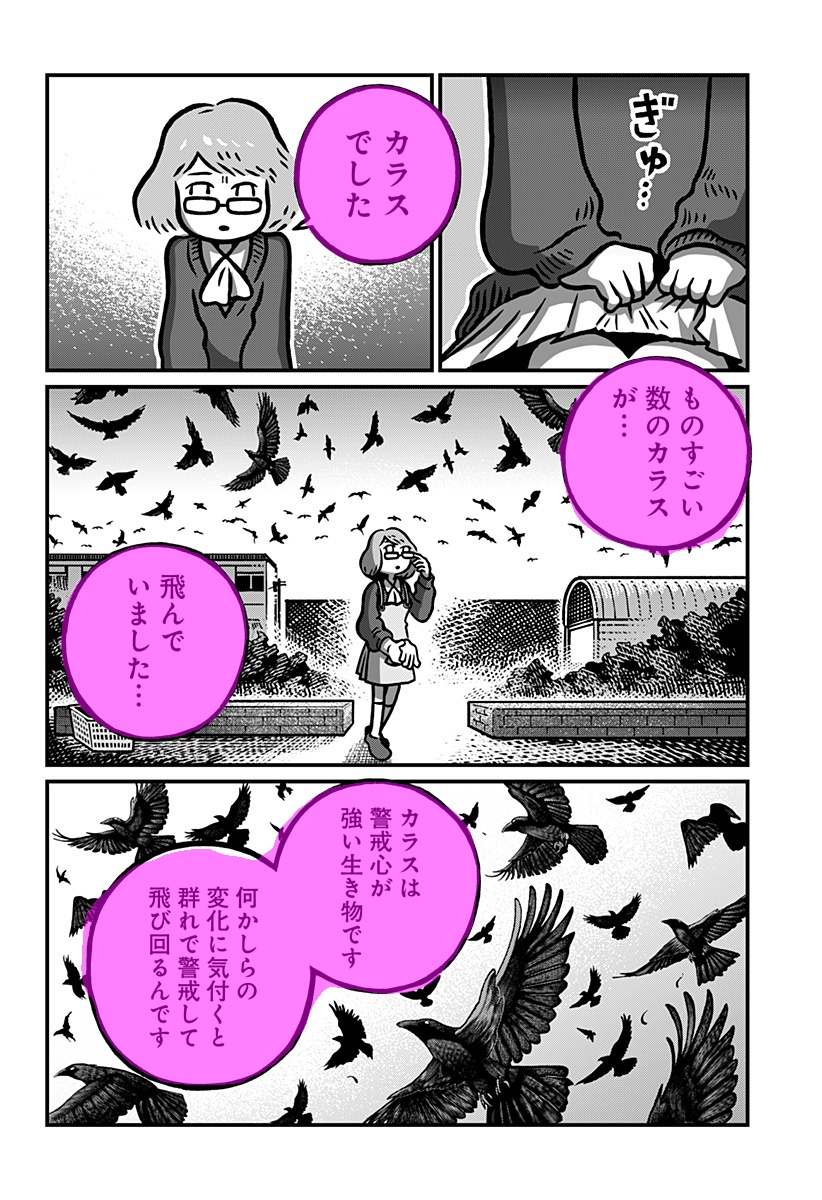 ぎゅ…
カラス
でした
ものすごい
数のカラス
が…
飛んで
いました…
カラスは
警戒心が
強い生き物です
何かしらの
変化に気付くと
群れで警戒して
飛び回るんです